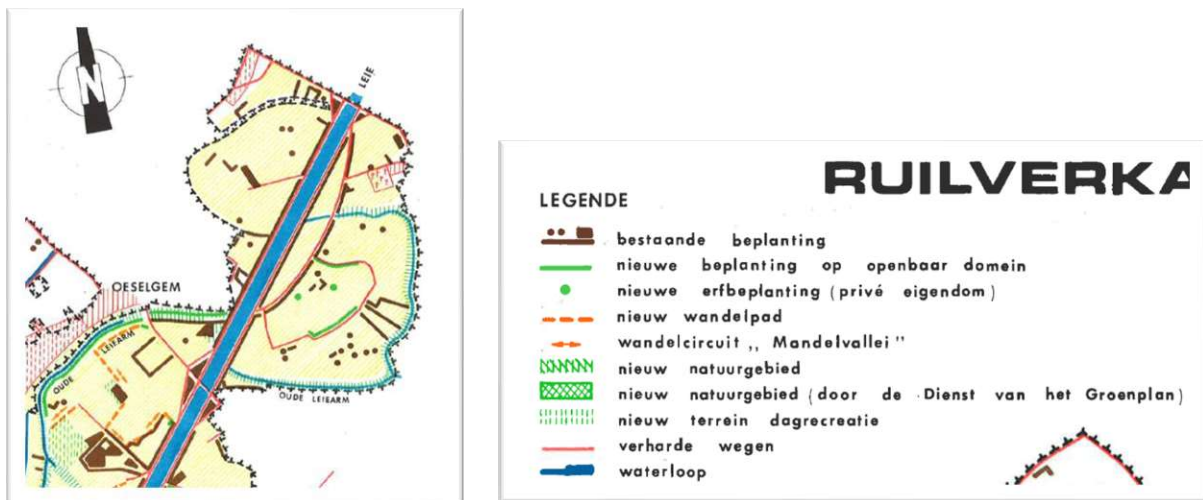 N
LEIE
OESELGEM
OUDE LEIEARM
OUDE LEIEARM
RUILVERKA
LEGENDE
bestaande beplanting
nieuwe beplanting op openbaar domein
nieuwe erfbeplanting (privé eigendom)
nieuw wandelpad
wandelcircuit ,, Mandelvallei "
nieuw natuurgebied
nieuw natuurgebied (door de Dienst van het Groenplan)
nieuw terrein dagrecreatie
verharde wegen
waterloop